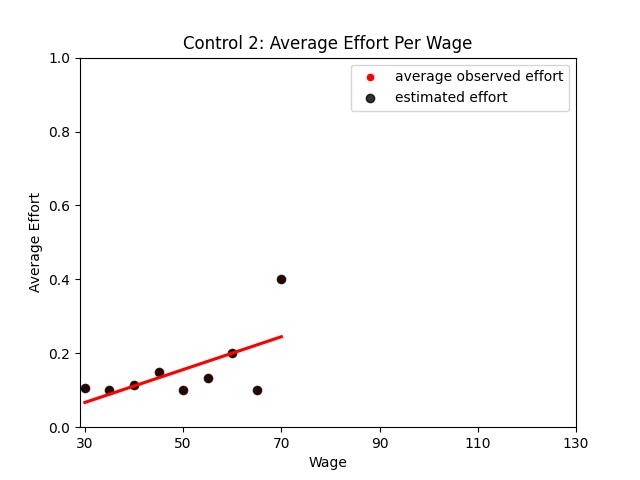 Control 2: Average Effort Per Wage
average observed effort
estimated effort
1.0
0.8
0.6
0.4
0.2
0.0
Average Effort
30 50 70 90 110 130
Wage